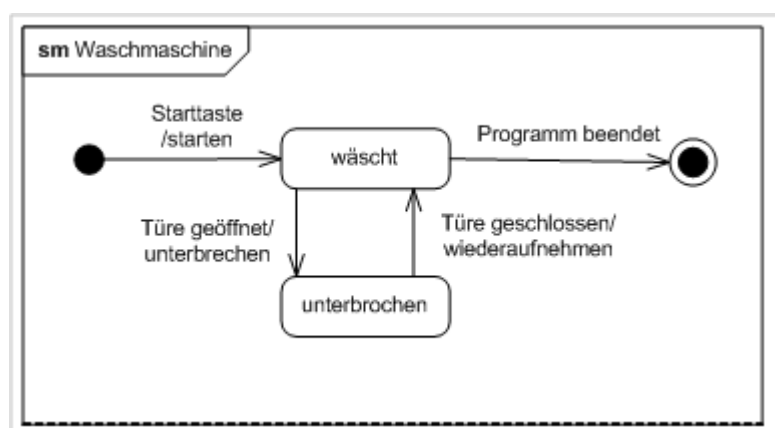 sm Waschmaschine
Starttaste
/starten
wäscht
Programm beendet
Türe geöffnet/
unterbrechen
Türe geschlossen/
wiederaufnehmen
unterbrochen